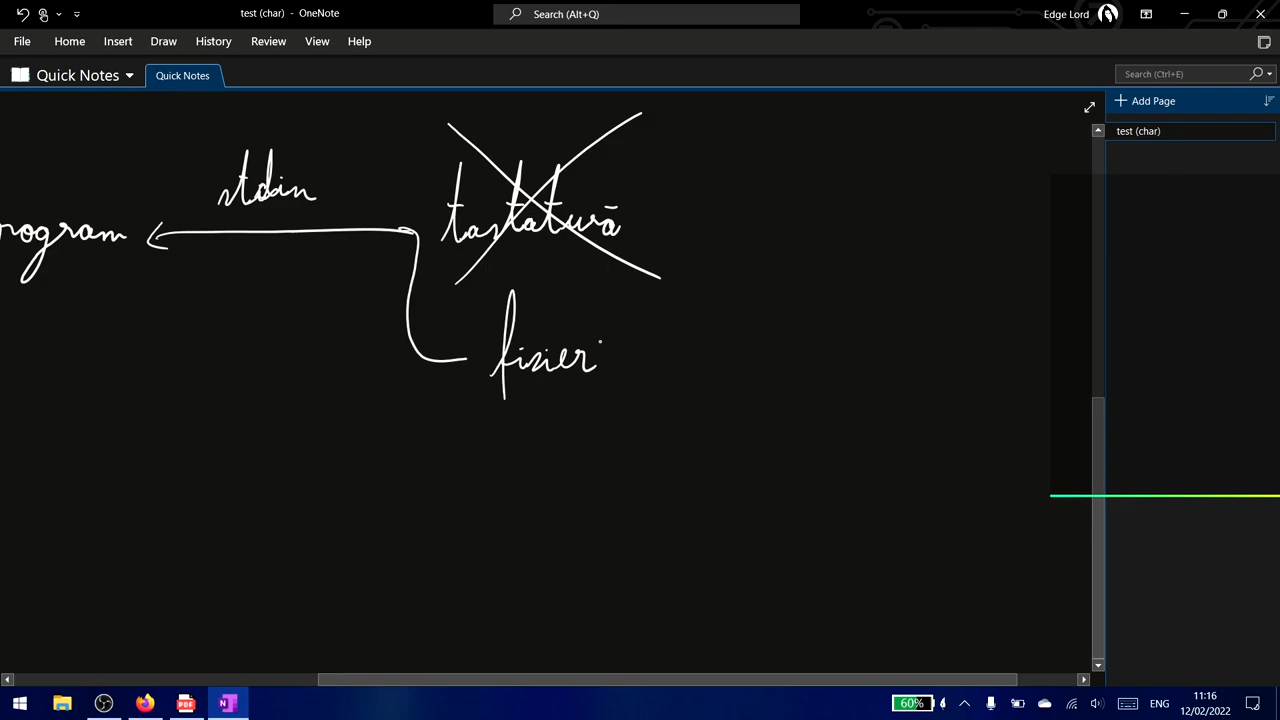 test (char) - OneNote
Search (Alt+Q)
Edge Lord
File Home Insert Draw History Review View Help
Quick Notes
Quick Notes
Search (Ctrl+E)
Add Page
test (char)
stdin
tastatură
rogram
fisier
60%
ENG
11:16
12/02/2022